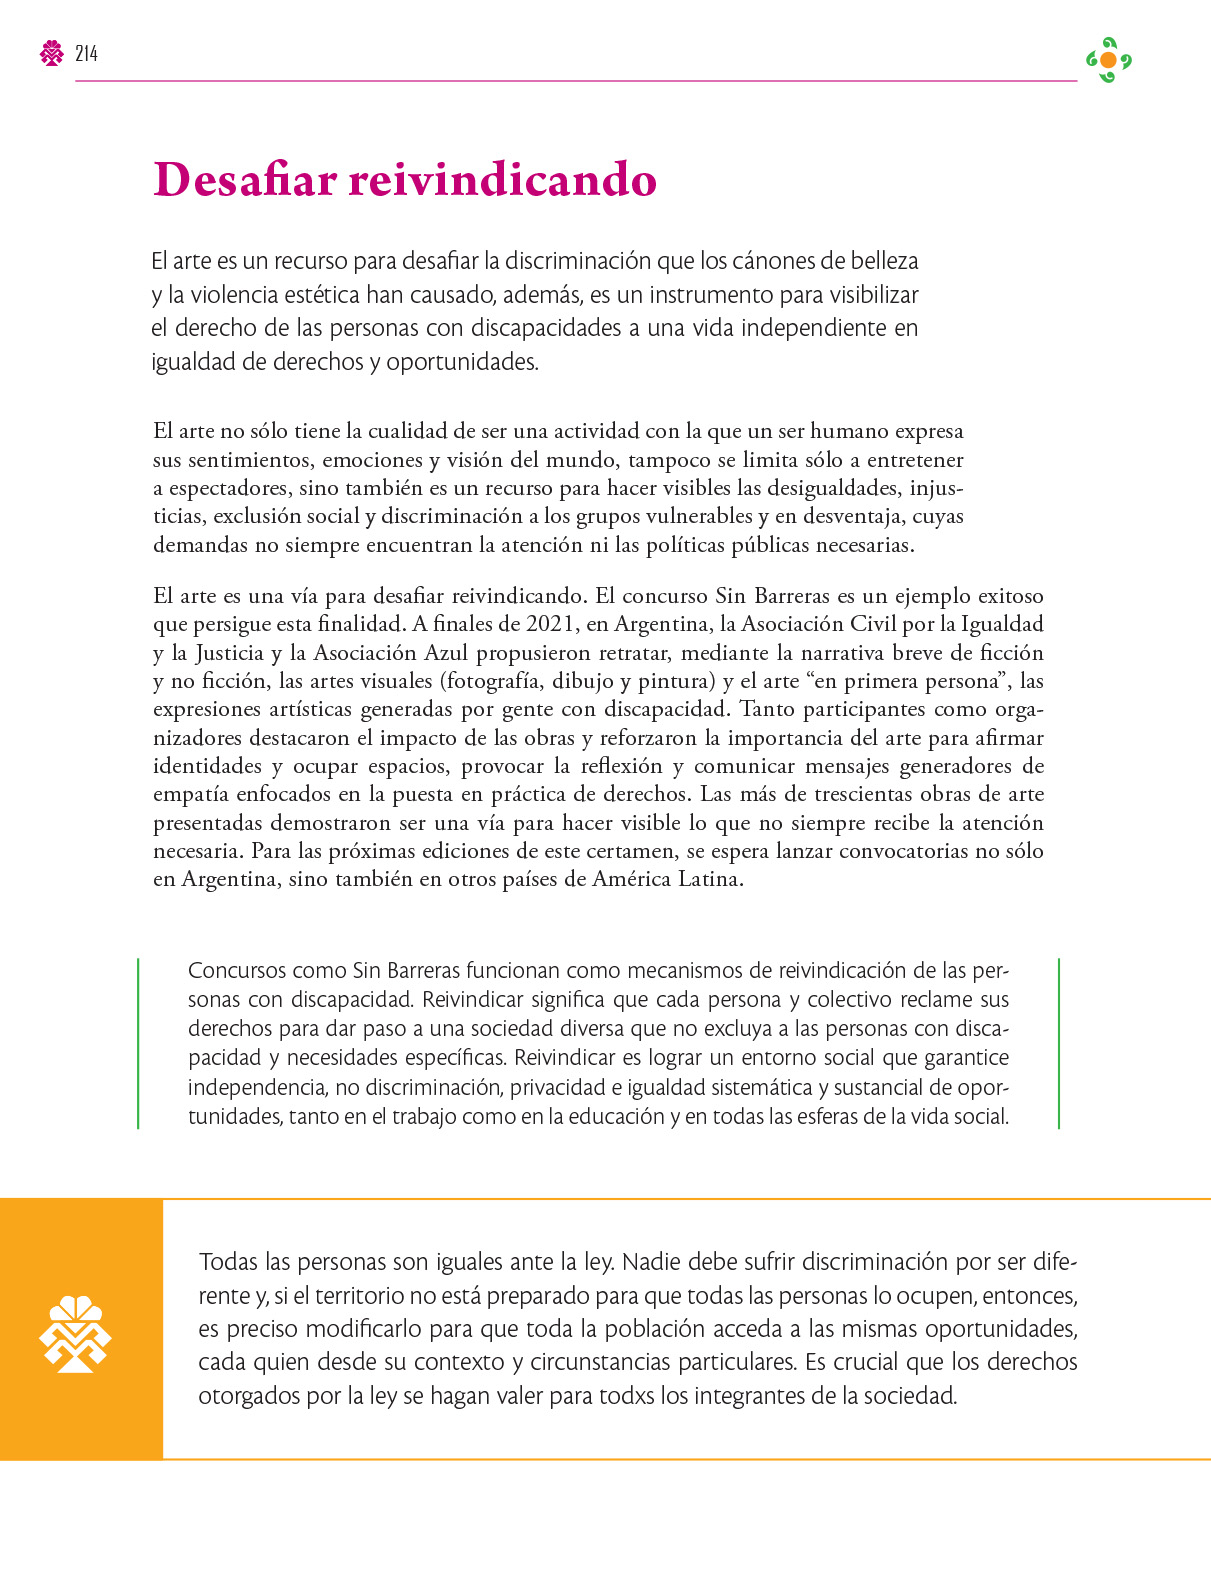 214
Desafiar reivindicando
El arte es un recurso para desafiar la discriminación que los cánones de belleza
y la violencia estética han causado, además, es un instrumento para visibilizar
el derecho de las personas con discapacidades a una vida independiente en
igualdad de derechos y oportunidades.
El arte no sólo tiene la cualidad de ser una actividad con la que un ser humano expresa
sus sentimientos, emociones y visión del mundo, tampoco se limita sólo a entretener
a espectadores, sino también es un recurso para hacer visibles las desigualdades, injus-
ticias, exclusión social y discriminación a los grupos vulnerables y en desventaja, cuyas
demandas no siempre encuentran la atención ni las políticas públicas necesarias.
El arte es una vía para desafiar reivindicando. El concurso Sin Barreras es un ejemplo exitoso
que persigue esta finalidad. A finales de 2021, en Argentina, la Asociación Civil por la Igualdad
y la Justicia y la Asociación Azul propusieron retratar, mediante la narrativa breve de ficción
y no ficción, las artes visuales (fotografía, dibujo y pintura) y el arte “en primera persona”, las
expresiones artísticas generadas por gente con discapacidad. Tanto participantes como orga-
nizadores destacaron el impacto de las obras y reforzaron la importancia del arte para afirmar
identidades y ocupar espacios, provocar la reflexión y comunicar mensajes generadores de
empatía enfocados en la puesta en práctica de derechos. Las más de trescientas obras de arte
presentadas demostraron ser una vía para hacer visible lo que no siempre recibe la atención
necesaria. Para las próximas ediciones de este certamen, se espera lanzar convocatorias no sólo
en Argentina, sino también en otros países de América Latina.
Concursos como Sin Barreras funcionan como mecanismos de reivindicación de las per-
sonas con discapacidad. Reivindicar significa que cada persona y colectivo reclame sus
derechos para dar paso a una sociedad diversa que no excluya a las personas con disca-
pacidad y necesidades específicas. Reivindicar es lograr un entorno social que garantice
independencia, no discriminación, privacidad e igualdad sistemática y sustancial de opor-
tunidades, tanto en el trabajo como en la educación y en todas las esferas de la vida social.
Todas las personas son iguales ante la ley. Nadie debe sufrir discriminación por ser dife-
rente y, si el territorio no está preparado para que todas las personas lo ocupen, entonces,
es preciso modificarlo para que toda la población acceda a las mismas oportunidades,
cada quien desde su contexto y circunstancias particulares. Es crucial que los derechos
otorgados por la ley se hagan valer para todxs los integrantes de la sociedad.